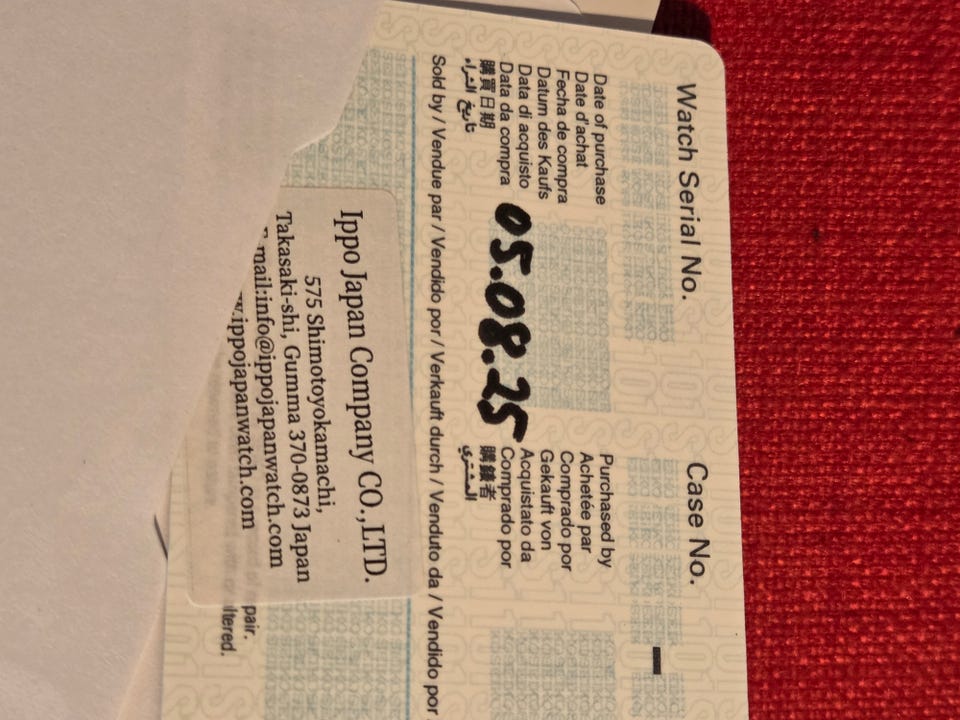 Watch Serial No.
Case No.
Date of purchase
Date d'achat
Fecha de compra
Datum des Kaufs
Data di acquisto
Data da compra
購買日期
تاريخ الشراء
05.08.25
Purchased by
Achetée par
Comprado por
Gekauft von
Acquistato da
Comprado por
購錶者
المشتري
Sold by / Vendue par / Vendido por / Verkauft durch / Venduto da / Vendido por
Ippo Japan Company CO.,LTD.
575 Shimotoyokamachi,
Takasaki-shi, Gumma 370-0873 Japan
mail:info@ippojapanwatch.com
.ippojapanwatch.com
pair.
ltered.